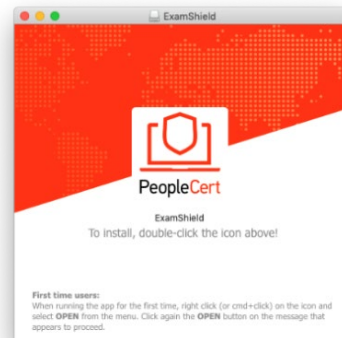 ExamShield
PeopleCert
ExamShield
To install, double-click the icon above!
First time users:
When running the app for the first time, right click (or cmd+click) on the icon and
select OPEN from the menu. Click again the OPEN button on the message that
appears to proceed.